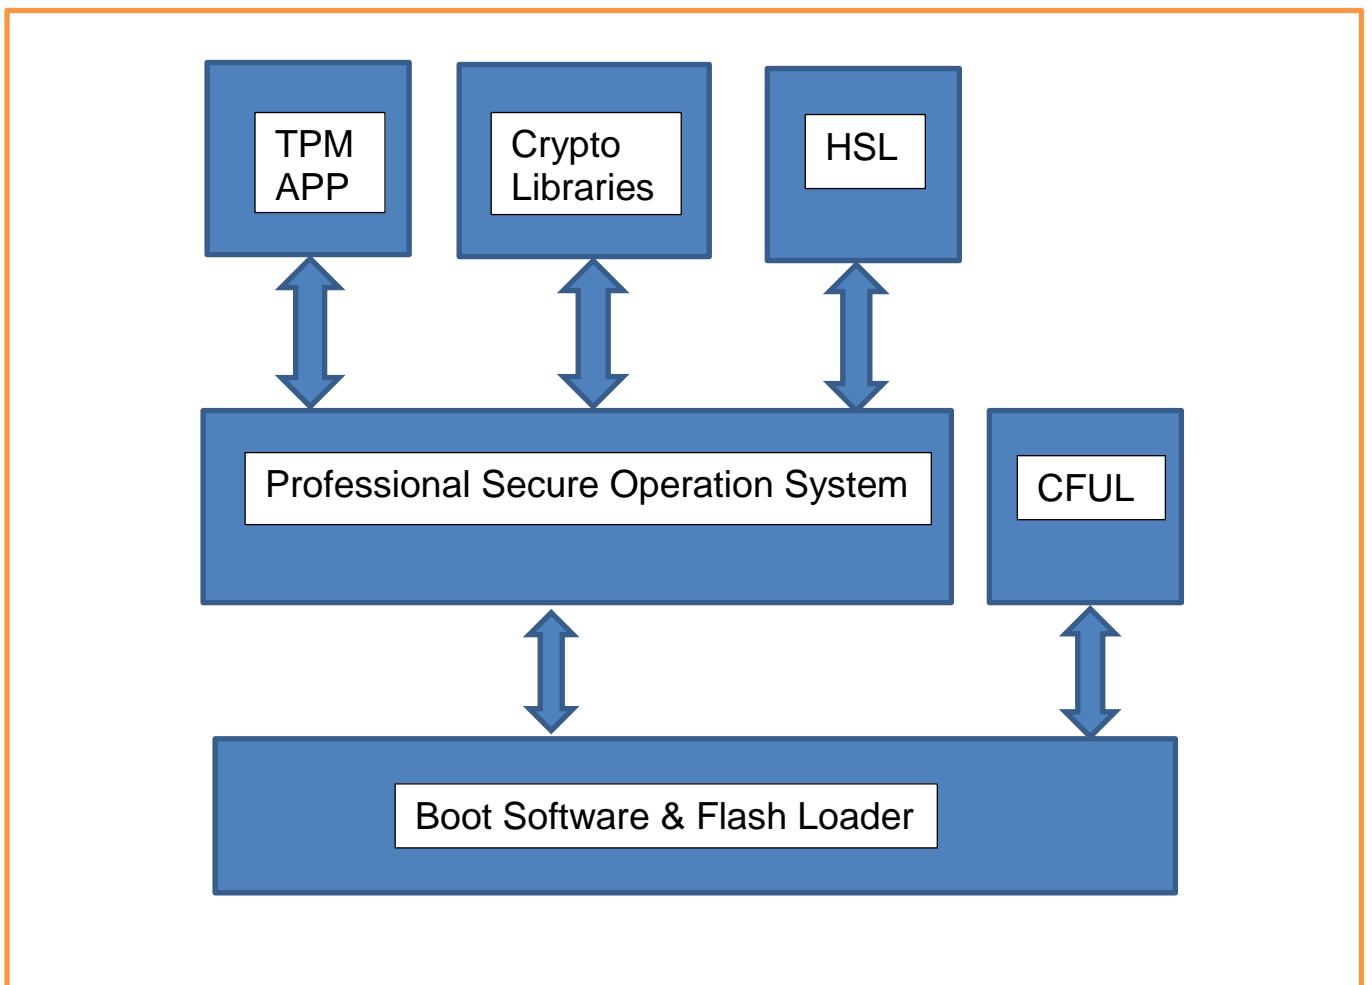 TPM
APP
Crypto
Libraries
HSL
Professional Secure Operation System
CFUL
Boot Software & Flash Loader